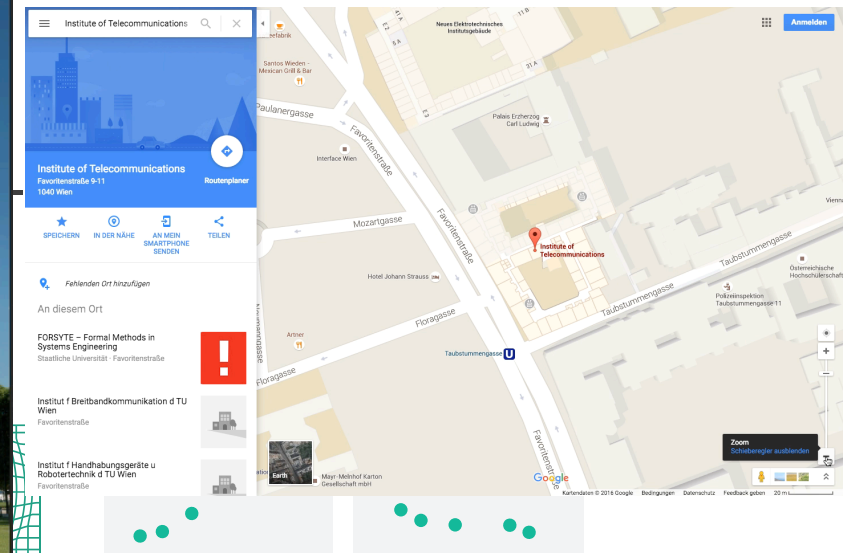 Institute of Telecommunications
Institute of Telecommunications
Favoritenstraße 9-11
1040 Wien
Routenplaner
SPEICHERN
IN DER NÄHE
AN MEIN
SMARTPHONE
SENDEN
TEILEN
Fehlenden Ort hinzufügen
An diesem Ort
FORSYTE – Formal Methods in
Systems Engineering
Staatliche Universität · Favoritenstraße
Institut f Breitbandkommunikation d TU
Wien
Favoritenstraße
Institut f Handhabungsgeräte u
Robotertechnik d TU Wien
Favoritenstraße
Neues Elektrotechnisches
Institutsgebäude
Anmelden
Santos Wieden -
Mexican Grill & Bar
Paulanergasse
Favoritenstraße
Interface Wien
Palais Erzherzog
Carl Ludwig
Mozartgasse
Favoritenstraße
Institute of
Telecommunications
Hotel Johann Strauss
Taubstummengasse
Österreichische
Hochschülerschaft
Polizeiinspektion
Taubstummengasse 11
Taubstummengasse
Floragasse
Artner
Taubstummengasse
U
Floragasse
Favoritenstraße
Zoom
Schieberegler ausblenden
Earth
Mayr-Melnhof Karton
Gesellschaft mbH
Google
Kartendaten © 2016 Google Bedingungen Datenschutz Feedback geben 20 m